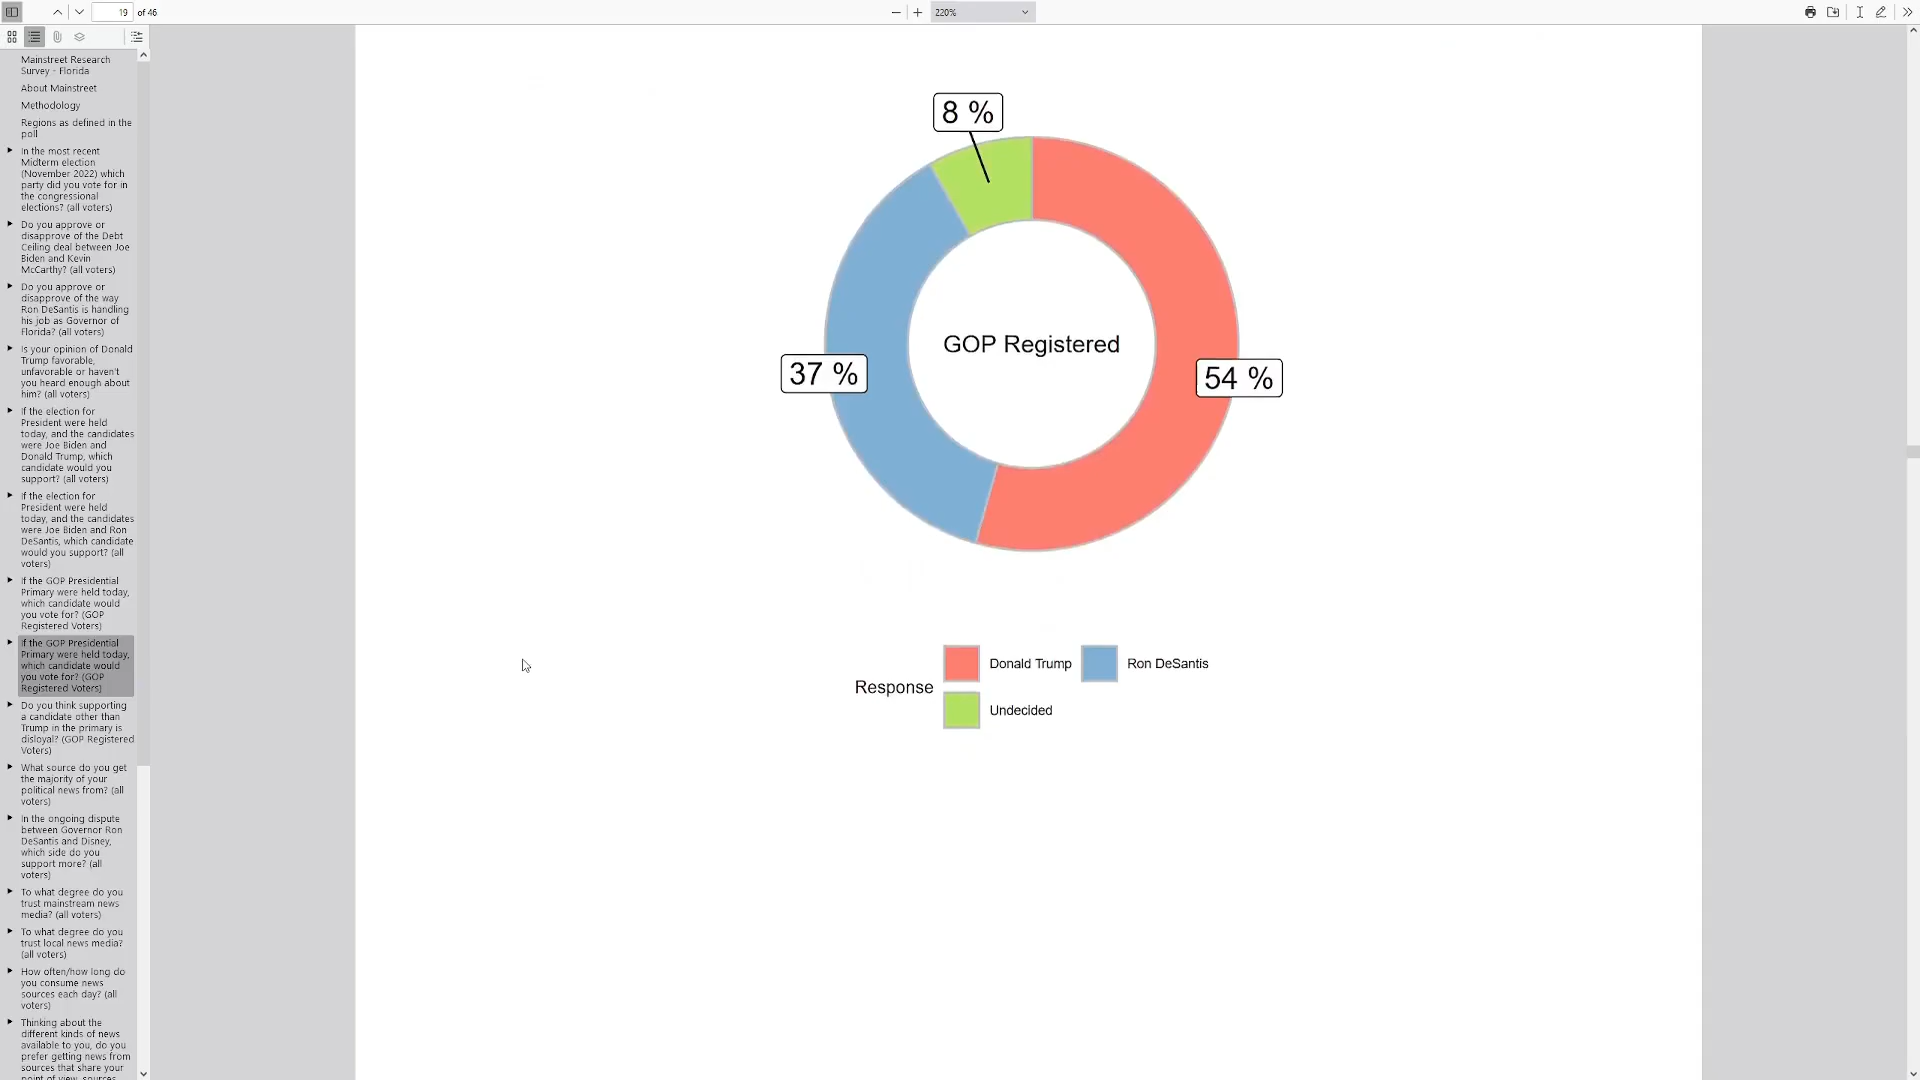 19 of 46
220%
Mainstreet Research
Survey - Florida
About Mainstreet
Methodology
Regions as defined in the
poll
In the most recent
Midterm election
(November 2022) which
party did you vote for in
the congressional
elections? (all voters)
Do you approve or
disapprove of the Debt
Ceiling deal between Joe
Biden and Kevin
McCarthy? (all voters)
Do you approve or
disapprove of the way
Ron DeSantis is handling
his job as Governor of
Florida? (all voters)
Is your opinion of Donald
Trump favorable,
unfavorable or haven't
you heard enough about
him? (all voters)
If the election for
President were held
today, and the candidates
were Joe Biden and
Donald Trump, which
candidate would you
support? (all voters)
If the election for
President were held
today, and the candidates
were Joe Biden and Ron
DeSantis, which candidate
would you support? (all
voters)
If the GOP Presidential
Primary were held today,
which candidate would
you vote for? (GOP
Registered Voters)
If the GOP Presidential
Primary were held today,
which candidate would
you vote for? (GOP
Registered Voters)
Do you think supporting
a candidate other than
Trump in the primary is
disloyal? (GOP Registered
Voters)
What source do you get
the majority of your
political news from? (all
voters)
In the ongoing dispute
between Governor Ron
DeSantis and Disney,
which side do you
support more? (all
voters)
To what degree do you
trust mainstream news
media? (all voters)
To what degree do you
trust local news media?
(all voters)
How often/how long do
you consume news
sources each day? (all
voters)
Thinking about the
different kinds of news
available to you, do you
prefer getting news from
sources that share your
point of view, sources
8 %
GOP Registered
37 %
54 %
Response
Donald Trump
Ron DeSantis
Undecided